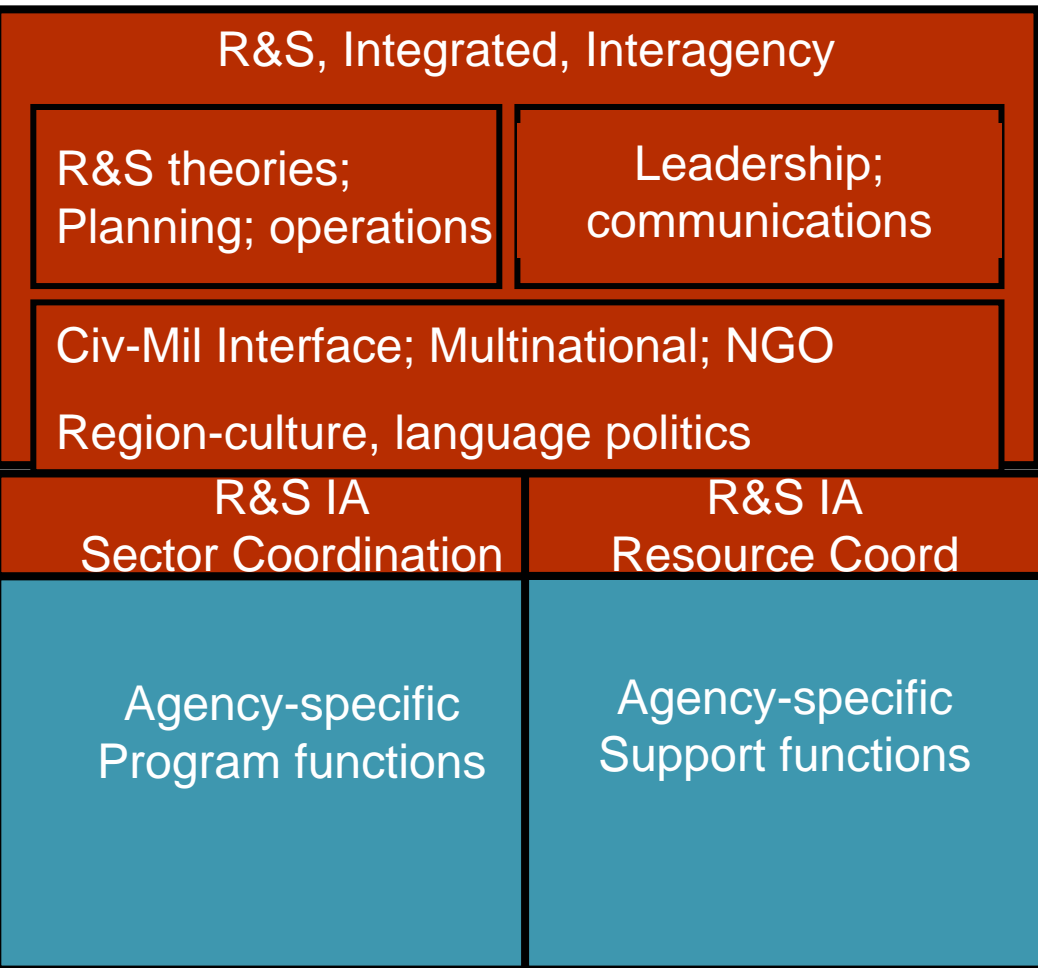 R&S, Integrated, Interagency
R&S theories;
Planning; operations
Leadership;
communications
Civ-Mil Interface; Multinational; NGO
Region-culture, language politics
R&S IA
Sector Coordination
R&S IA
Resource Coord
Agency-specific
Program functions
Agency-specific
Support functions